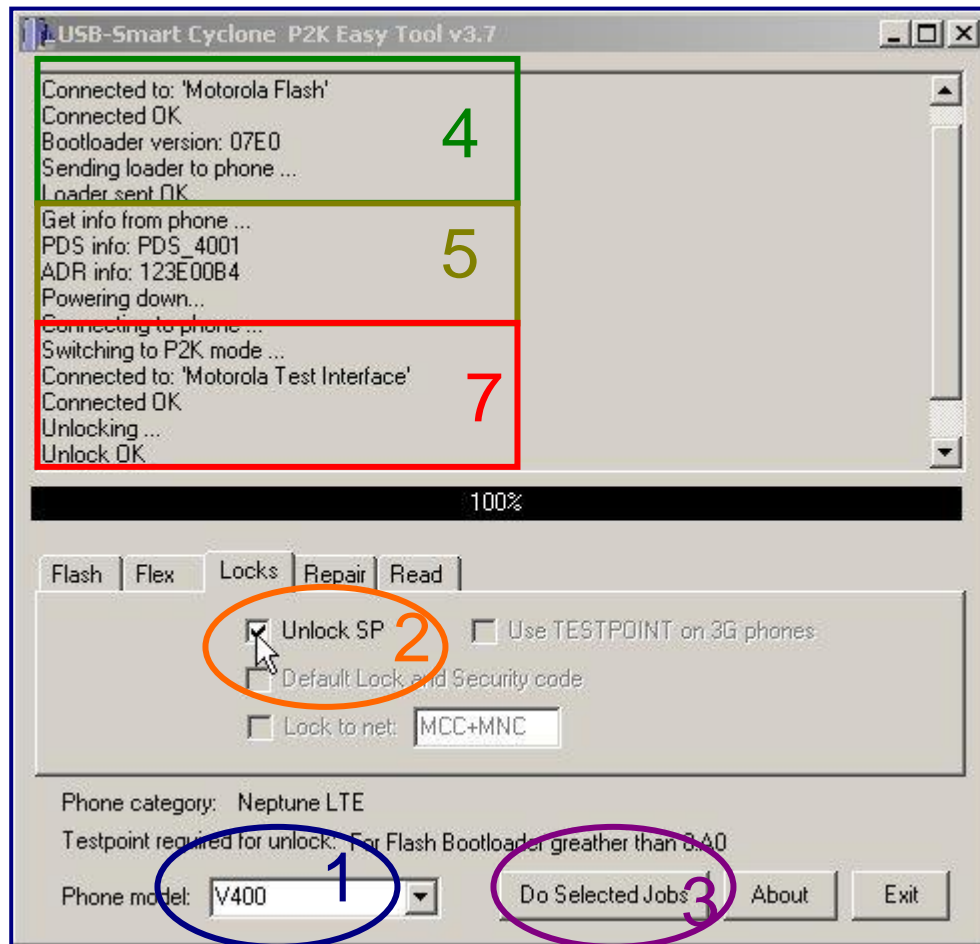 USB-Smart Cyclone P2K Easy Tool v3.7
Connected to: 'Motorola Flash'
Connected OK
Bootloader version: 07E0
Sending loader to phone ...
Loader sent OK
4
Get info from phone ...
PDS info: PDS_4001
ADR info: 123E00B4
Powering down...
5
Connecting to phone ...
Switching to P2K mode ...
Connected to: 'Motorola Test Interface'
Connected OK
Unlocking ...
Unlock OK
7
100%
Flash Flex Locks Repair Read
Unlock SP 2 Use TESTPOINT on 3G phones
Default Lock and Security code
Lock to net: MCC+MNC
Phone category: Neptune LTE
Testpoint required for unlock: For Flash Bootloader greather than 8.A0
Phone model: V400 1 Do Selected Jobs 3 About Exit